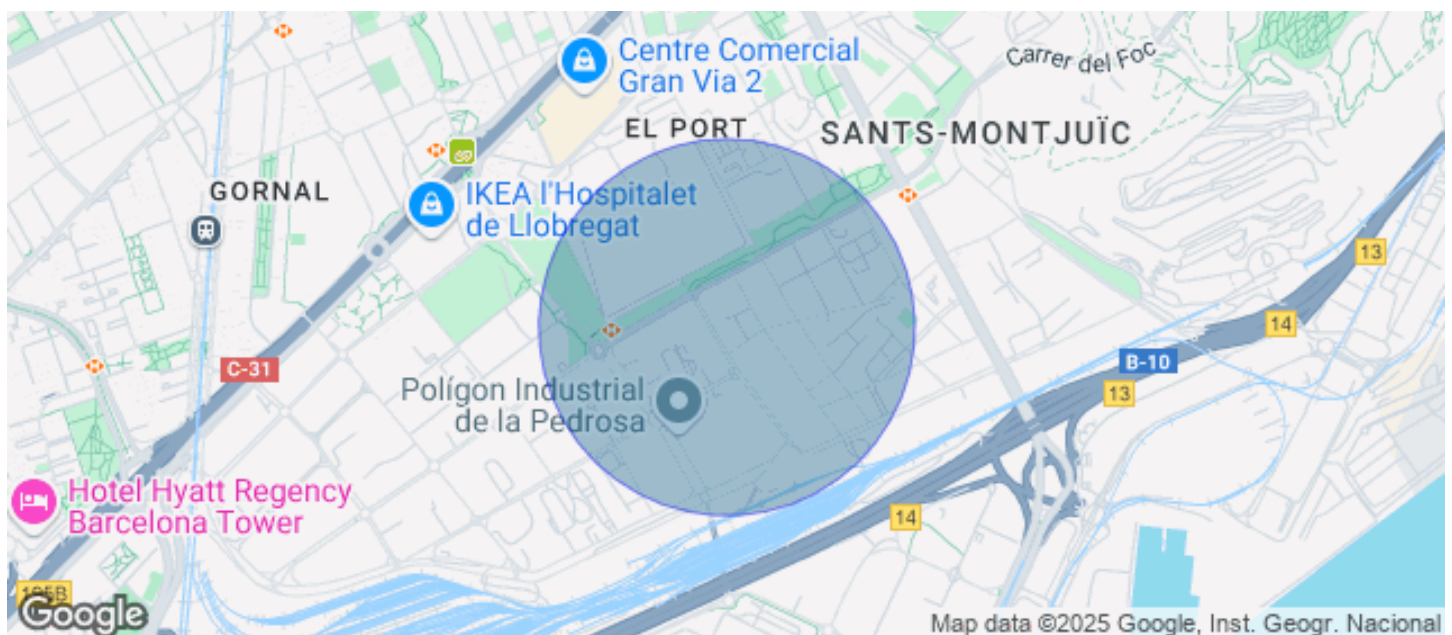 Centre Comercial
Gran Via 2
Carrer del Foc
EL PORT
SANTS-MONTJUÏC
GORNAL
IKEA l'Hospitalet
de Llobregat
13
14
C-31
B-10
13
Polígon Industrial
de la Pedrosa
Hotel Hyatt Regency
Barcelona Tower
14
195B
Google
Map data ©2025 Google, Inst. Geogr. Nacional